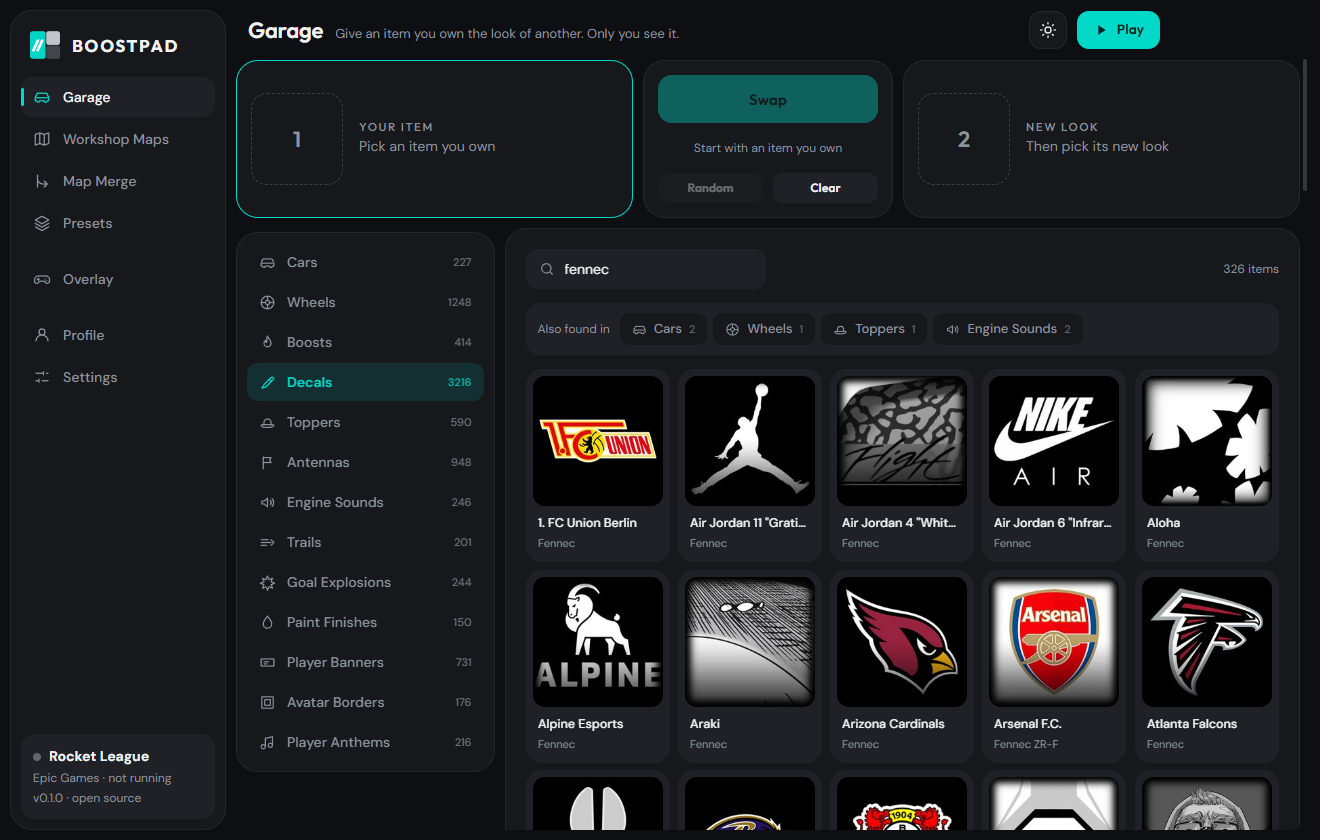 BOOSTPAD
Garage
Workshop Maps
Map Merge
Presets
Overlay
Profile
Settings
Rocket League
Epic Games · not running
v0.1.0 · open source
Garage Give an item you own the look of another. Only you see it.
Play
1
YOUR ITEM
Pick an item you own
Swap
Start with an item you own
Random Clear
2
NEW LOOK
Then pick its new look
Cars 227
Wheels 1248
Boosts 414
Decals 3216
Toppers 590
Antennas 948
Engine Sounds 246
Trails 201
Goal Explosions 244
Paint Finishes 150
Player Banners 731
Avatar Borders 176
Player Anthems 216
fennec
326 items
Also found in Cars 2 Wheels 1 Toppers 1 Engine Sounds 2
1.FC UNION
Flight
NIKE
AIR
1. FC Union Berlin
Fennec
Air Jordan 11 "Grati...
Fennec
Air Jordan 4 "Whit...
Fennec
Air Jordan 6 "Infrar...
Fennec
Aloha
Fennec
ALPINE
Arsenal
Alpine Esports
Fennec
Araki
Fennec
Arizona Cardinals
Fennec
Arsenal F.C.
Fennec ZR-F
Atlanta Falcons
Fennec
1904